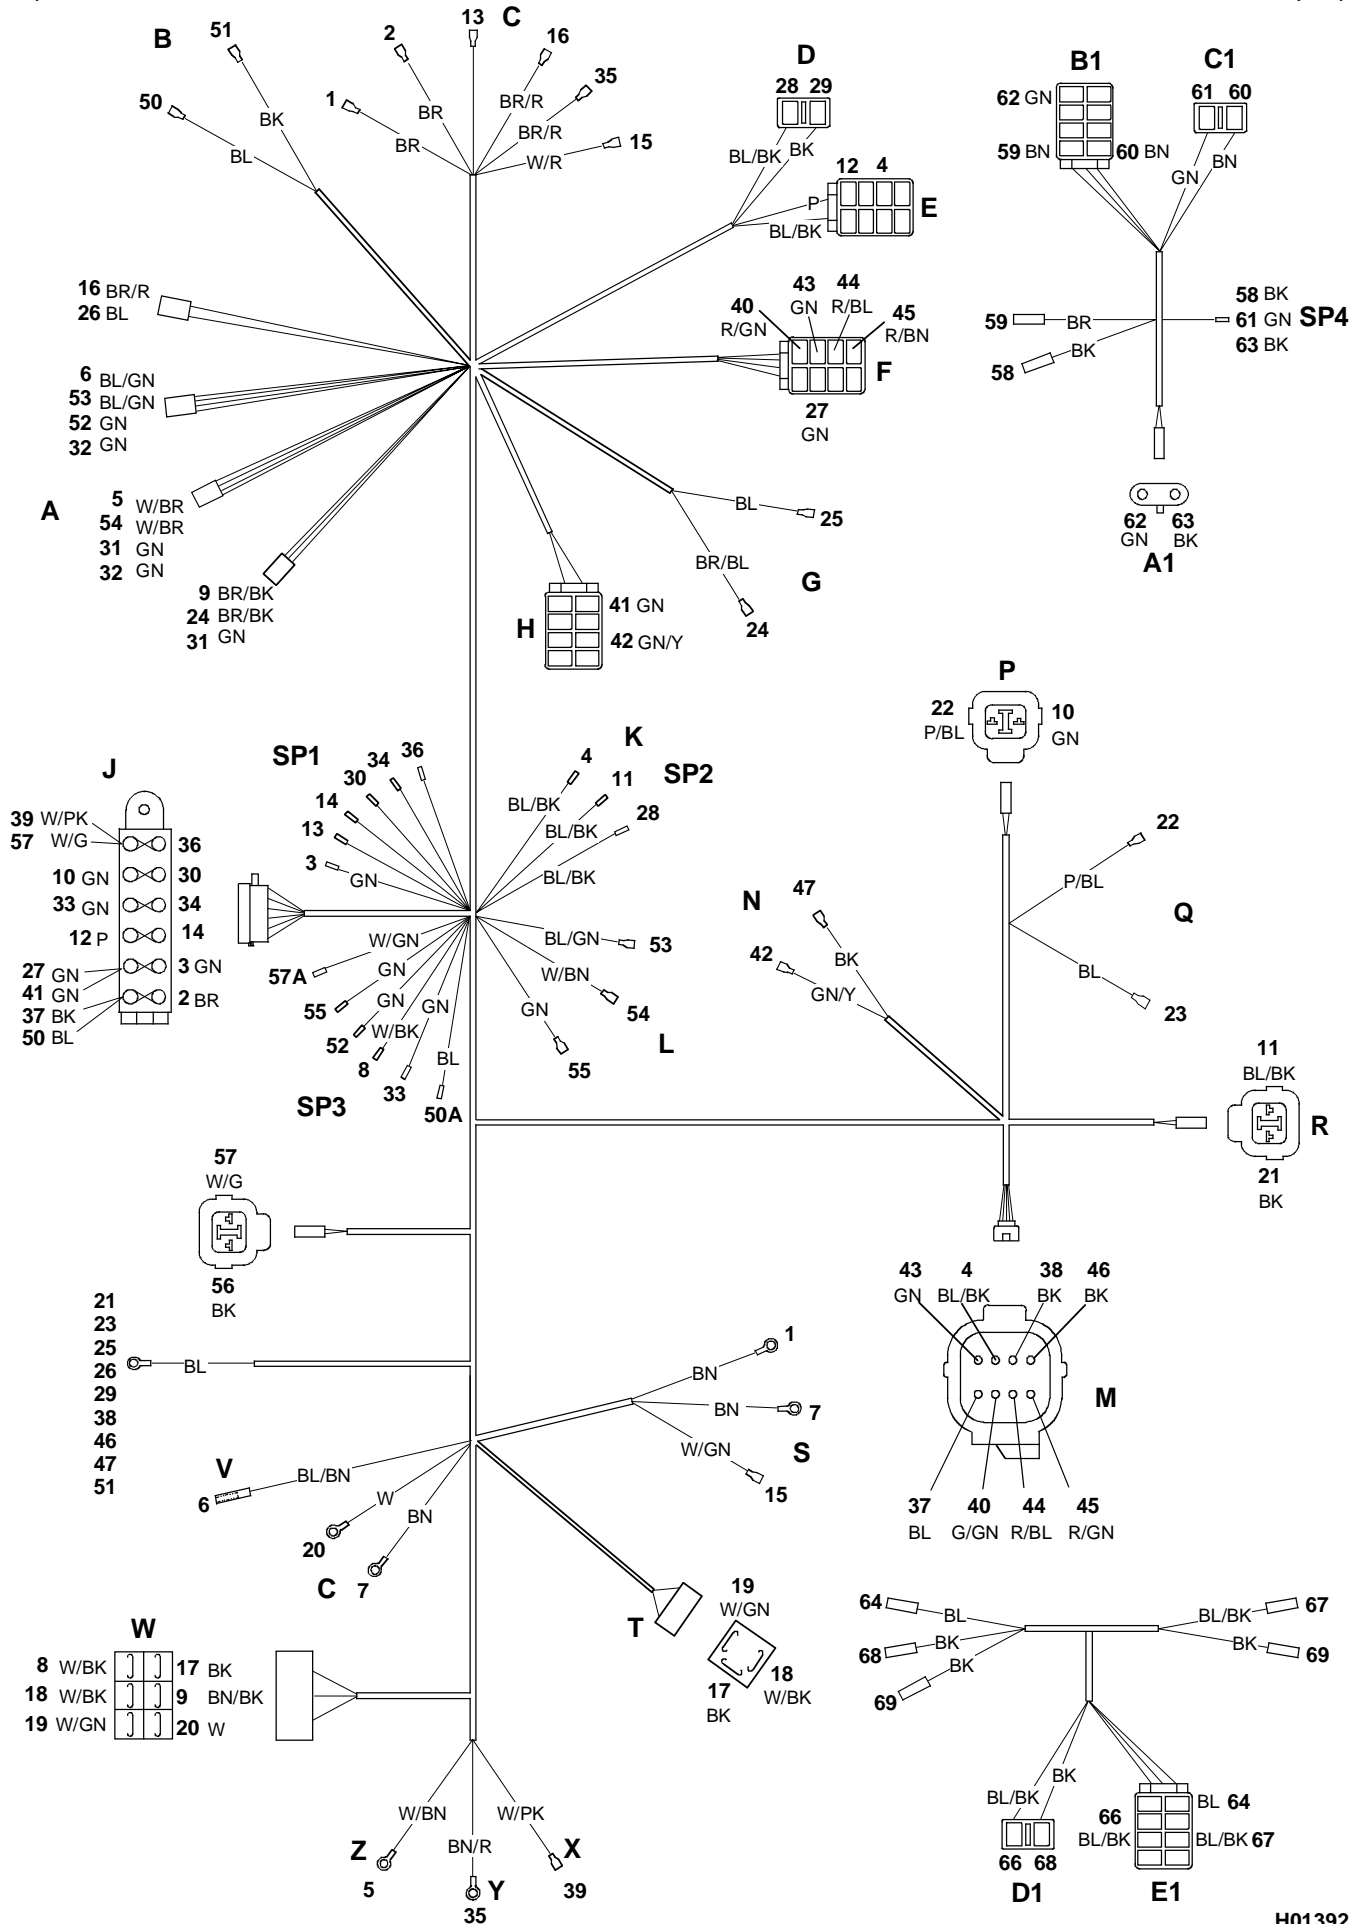 B
51
50
BK
BL
2
13
C
16
1
BR
BR
BR/R
35
BR/R
W/R
15
D
28 29
BL/BK
BK
12 4
P
E
BL/BK
B1
62 GN
59 BN
60 BN
C1
61 60
GN
BN
59
BR
58
BK
58 BK
61 GN SP4
63 BK
62 63
GN BK
A1
16 BR/R
26 BL
6 BL/GN
53 BL/GN
52 GN
32 GN
A
5 W/BR
54 W/BR
31 GN
32 GN
9 BR/BK
24 BR/BK
31 GN
43 44
GN R/BL
40 45
R/GN R/BN
F
27
GN
BL
25
BR/BL
G
24
H
41 GN
42 GN/Y
P
22 10
P/BL GN
J
39 W/PK
57 W/G
36
10 GN
30
33 GN
34
12 P
14
27 GN
3 GN
41 GN
37 BK
2 BR
50 BL
SP1
36
34
30
14
13
3
GN
K
4
11
SP2
28
BL/BK
BL/BK
BL/BK
W/GN
57A
GN
55
GN
52
W/BK
8
GN
33
BL
50A
SP3
BL/GN
53
W/BN
54
GN
55
L
N
47
42
BK
GN/Y
22
P/BL
Q
BL
23
11
BL/BK
R
21
BK
57
W/G
56
BK
21
23
25
26
29
38
46
47
51
BL
43 4 38 46
GN BL/BK BK BK
M
37 40 44 45
BL G/GN R/BL R/GN
1
BN
BN
7
W/GN
S
15
V
BL/BN
6
W
20
BN
C
7
T
19
W/GN
18
W/BK
17
BK
W
8 W/BK
17 BK
18 W/BK
9 BN/BK
19 W/GN
20 W
W/BN
Z
5
BN/R
Y
35
W/PK
X
39
64
BL
68
BK
BK
69
BL/BK
67
BK
69
BL/BK
BK
66 68
D1
BL 64
66
BL/BK
BL/BK 67
E1
H01392